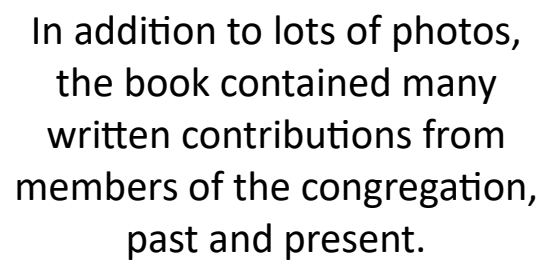 In addition to lots of photos,
the book contained many
written contributions from
members of the congregation,
past and present.